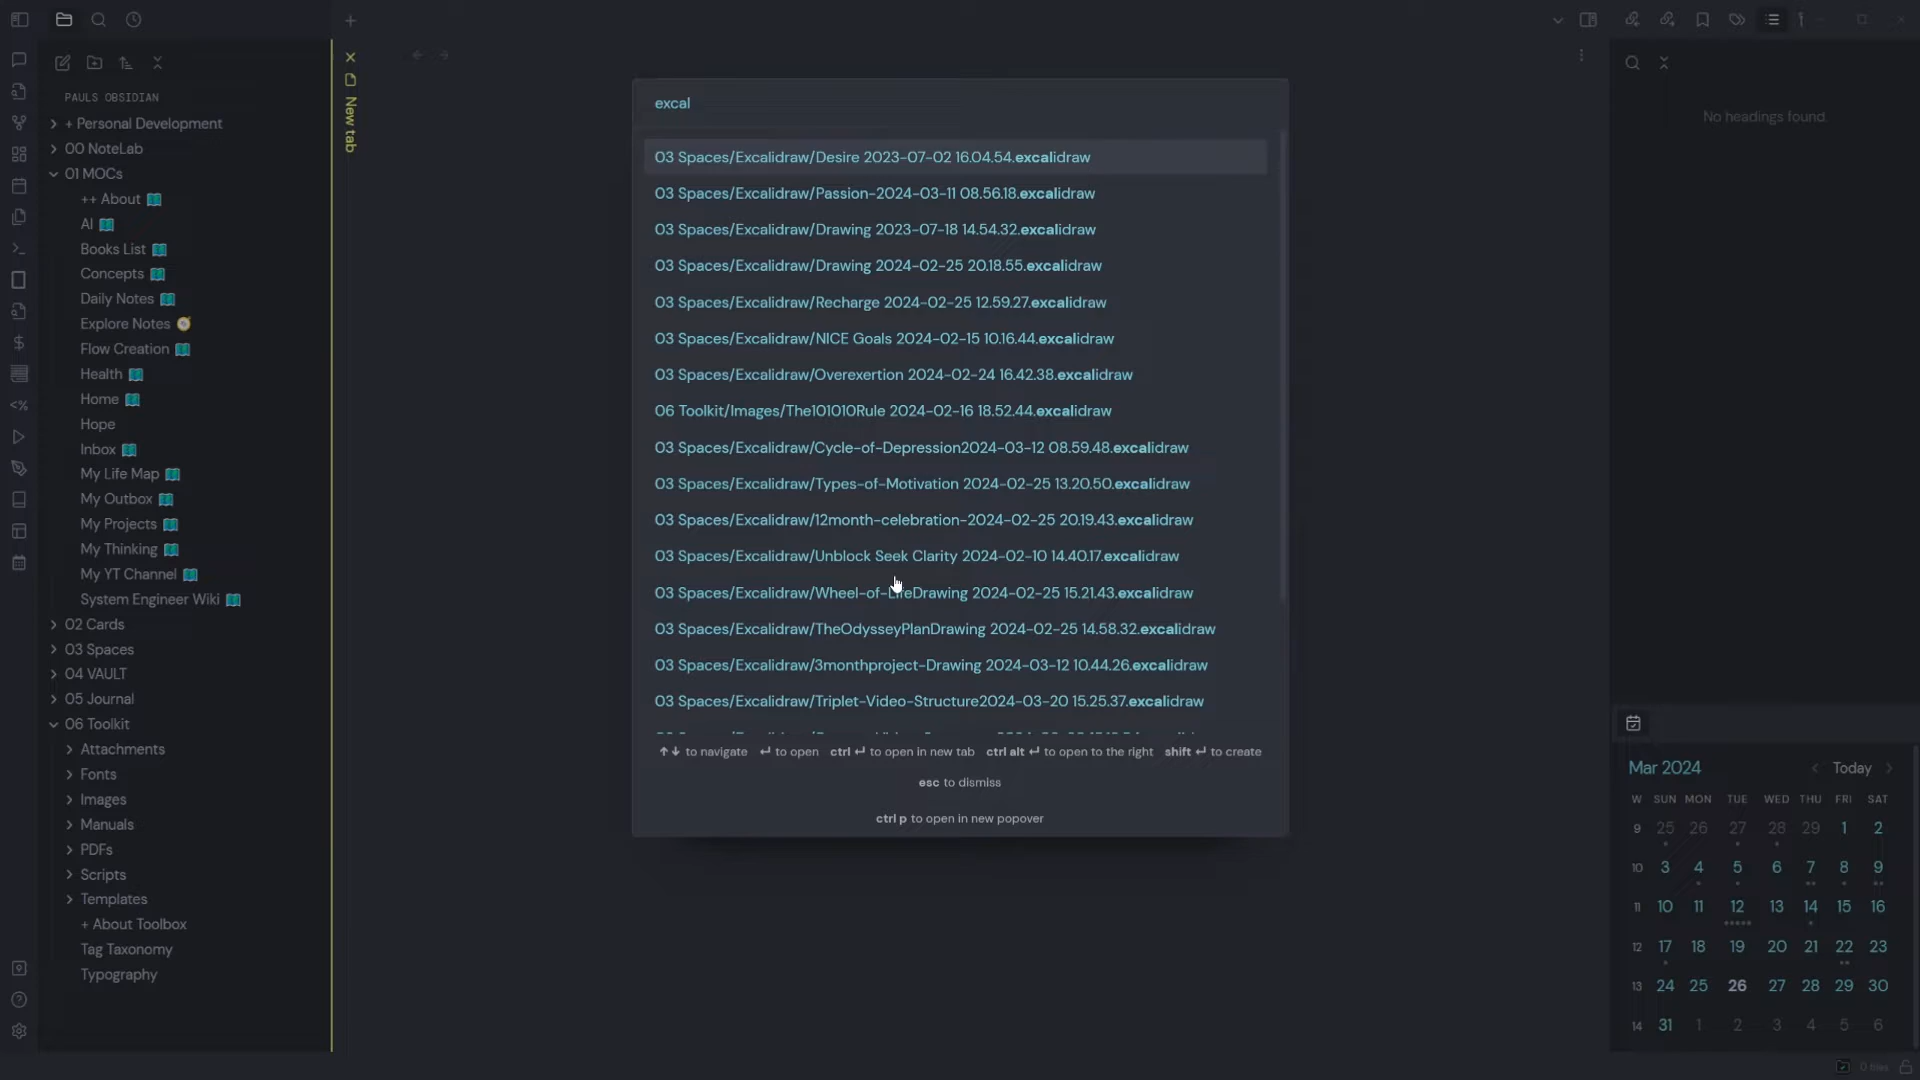 PAULS OBSIDIAN
+ Personal Development
00 NoteLab
01 MOCs
++ About
AI
Books List
Concepts
Daily Notes
Explore Notes
Flow Creation
Health
Home
Hope
Inbox
My Life Map
My Outbox
My Projects
My Thinking
My YT Channel
System Engineer Wiki
02 Cards
03 Spaces
04 VAULT
05 Journal
06 Toolkit
Attachments
Fonts
Images
Manuals
PDFs
Scripts
Templates
+ About Toolbox
Tag Taxonomy
Typography
New tab
excal
03 Spaces/Excalidraw/Desire 2023-07-02 16.04.54.excalidraw
03 Spaces/Excalidraw/Passion-2024-03-11 08.56.18.excalidraw
03 Spaces/Excalidraw/Drawing 2023-07-18 14.54.32.excalidraw
03 Spaces/Excalidraw/Drawing 2024-02-25 20.18.55.excalidraw
03 Spaces/Excalidraw/Recharge 2024-02-25 12.59.27.excalidraw
03 Spaces/Excalidraw/NICE Goals 2024-02-15 10.16.44.excalidraw
03 Spaces/Excalidraw/Overexertion 2024-02-24 16.42.38.excalidraw
06 Toolkit/Images/The101010Rule 2024-02-16 18.52.44.excalidraw
03 Spaces/Excalidraw/Cycle-of-Depression2024-03-12 08.59.48.excalidraw
03 Spaces/Excalidraw/Types-of-Motivation 2024-02-25 13.20.50.excalidraw
03 Spaces/Excalidraw/12month-celebration-2024-02-25 20.19.43.excalidraw
03 Spaces/Excalidraw/Unblock Seek Clarity 2024-02-10 14.40.17.excalidraw
03 Spaces/Excalidraw/Wheel-of-LifeDrawing 2024-02-25 15.21.43.excalidraw
03 Spaces/Excalidraw/TheOdysseyPlanDrawing 2024-02-25 14.58.32.excalidraw
03 Spaces/Excalidraw/3monthproject-Drawing 2024-03-12 10.44.26.excalidraw
03 Spaces/Excalidraw/Triplet-Video-Structure2024-03-20 15.25.37.excalidraw
↑↓ to navigate ↵ to open ctrl ↵ to open in new tab ctrl alt ↵ to open to the right shift ↵ to create
esc to dismiss
ctrl p to open in new popover
No headings found.
Mar 2024 Today
W SUN MON TUE WED THU FRI SAT
9 25 26 27 28 29 1 2
10 3 4 5 6 7 8 9
11 10 11 12 13 14 15 16
12 17 18 19 20 21 22 23
13 24 25 26 27 28 29 30
14 31 1 2 3 4 5 6
0 files